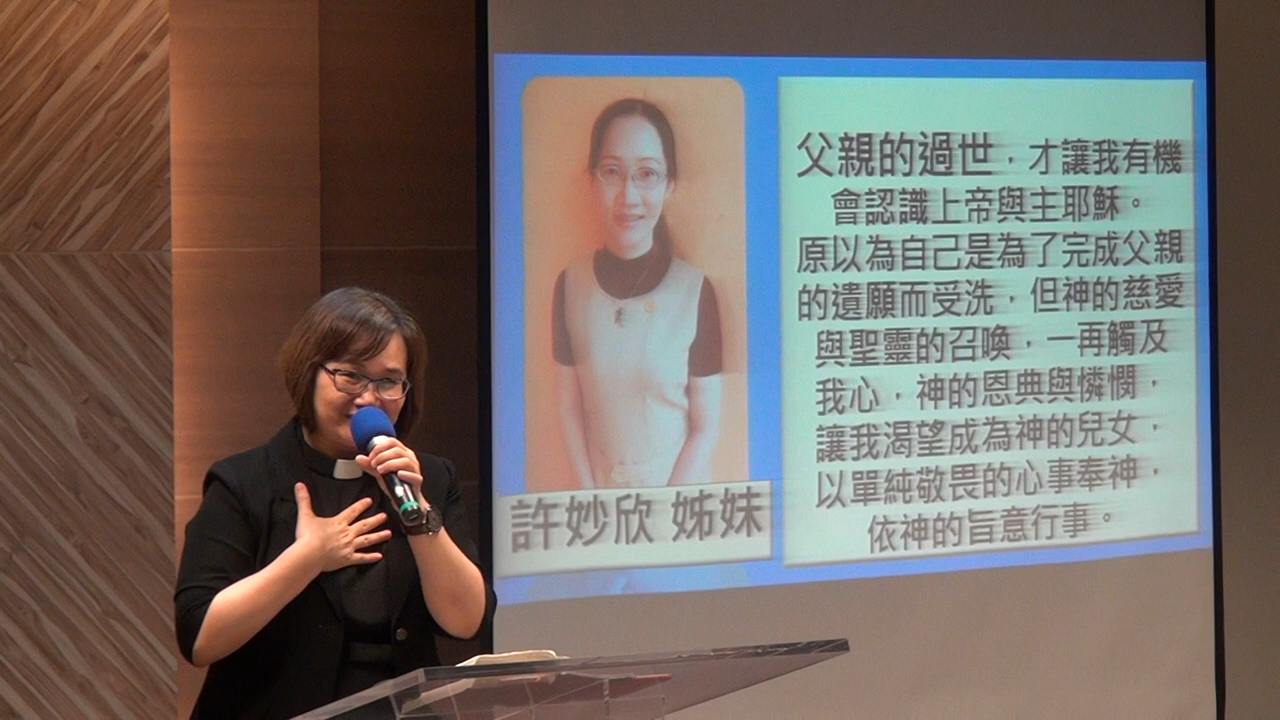 許妙欣 姊妹
父親的過世，才讓我有機
會認識上帝與主耶穌。
原以為自己是為了完成父親
的遺願而受洗，但神的慈愛
與聖靈的召喚，一再觸及
我心，神的恩典與憐憫，
讓我渴望成為神的兒女，
以單純敬畏的心事奉神，
依神的旨意行事。